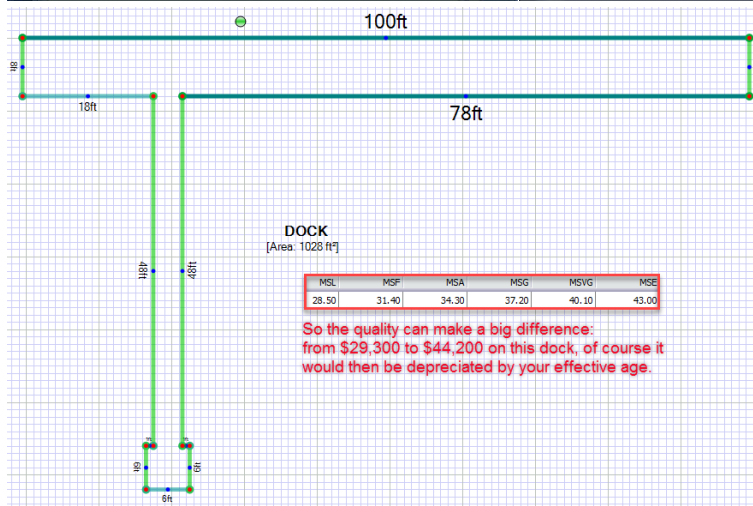 100ft
8ft
18ft
78ft
DOCK
[Area: 1028 ft²]
48ft
48ft
MSL MSF MSA MSG MSVG MSE
28.50 31.40 34.30 37.20 40.10 43.00
So the quality can make a big difference:
from $29,300 to $44,200 on this dock, of course it
would then be depreciated by your effective age.
6ft
6ft
6ft